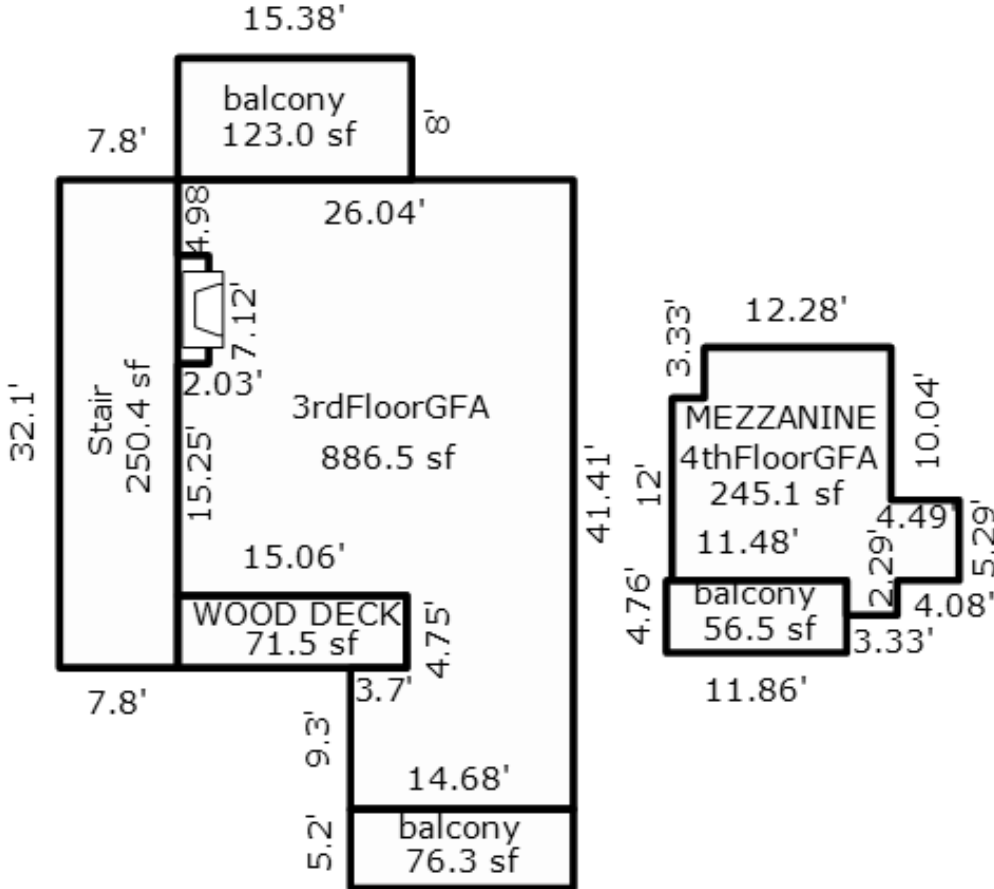 15.38'
balcony
123.0 sf
8'
7.8'
4.98
26.04'
7.12'
2.03'
32.1'
Stair
250.4 sf
3rdFloorGFA
886.5 sf
15.25'
41.41'
15.06'
WOOD DECK
71.5 sf
4.75'
7.8'
3.7'
9.3'
14.68'
5.2'
balcony
76.3 sf
3.33'
12.28'
MEZZANINE
4thFloorGFA
245.1 sf
10.04'
12'
4.49'
11.48'
2.29'
5.29'
4.76'
balcony
56.5 sf
4.08'
3.33'
11.86'